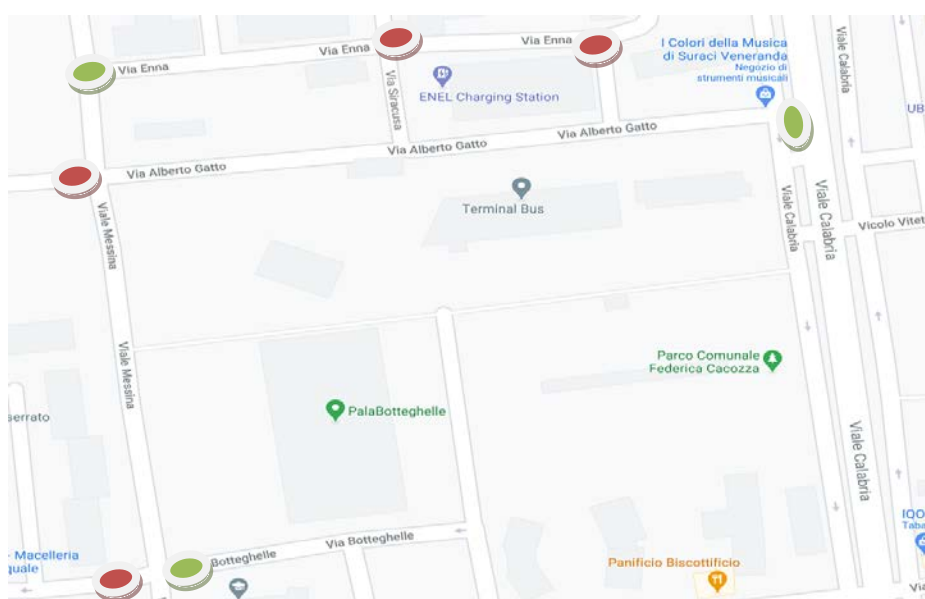 I Colori della Musica
di Suraci Veneranda
Negozio di
strumenti musicali
Viale Calabria
Via Enna
Via Enna
Via Enna
ENEL Charging Station
Via Siracusa
UB
Via Alberto Gatto
Via Alberto Gatto
Via Alberto Gatto
Terminal Bus
Viale Messina
Viale Calabria
Viale Calabria
Vicolo Vitet
Viale Messina
Parco Comunale
Federica Cacozza
serrato
PalaBotteghelle
Viale Calabria
IQO
Taba
Via Botteghelle
Botteghelle
- Macelleria
quale
Panificio Biscottificio
Via